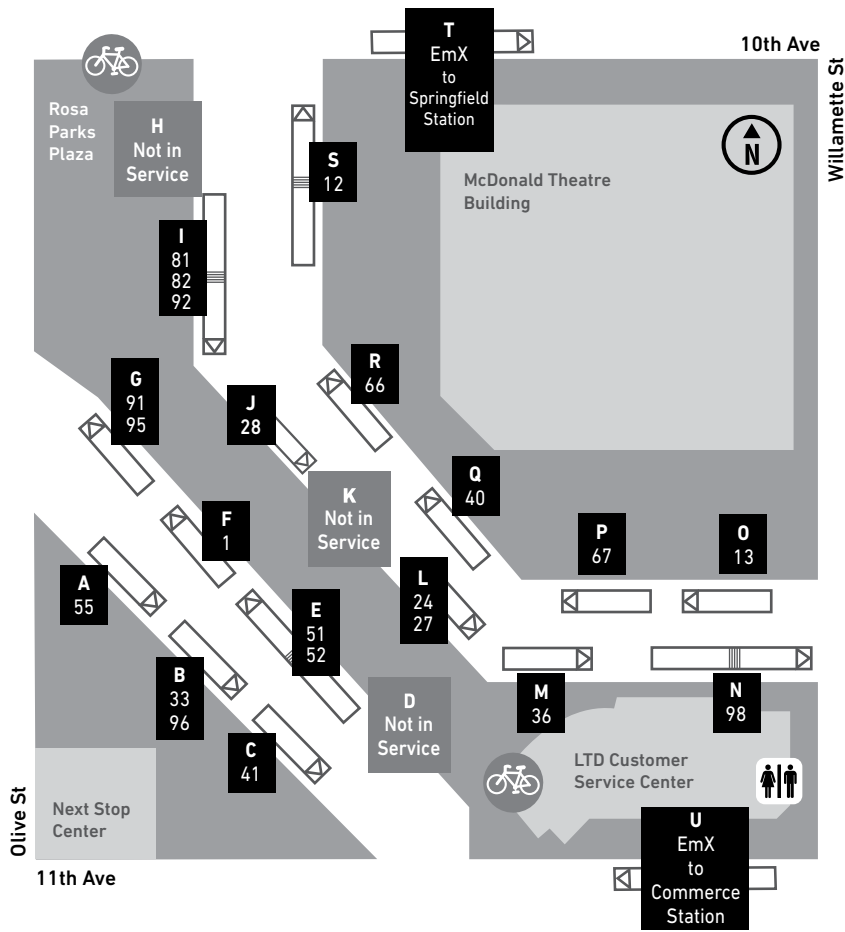 T
EmX
to
Springfield
Station
10th Ave
Willamette St
Rosa
Parks
Plaza
H
Not in
Service
S
12
N
McDonald Theatre
Building
I
81
82
92
G
91
95
J
28
R
66
K
Not in
Service
Q
40
F
1
P
67
O
13
A
55
L
24
27
E
51
52
B
33
96
M
36
N
98
D
Not in
Service
C
41
LTD Customer
Service Center
Next Stop
Center
Olive St
11th Ave
U
EmX
to
Commerce
Station